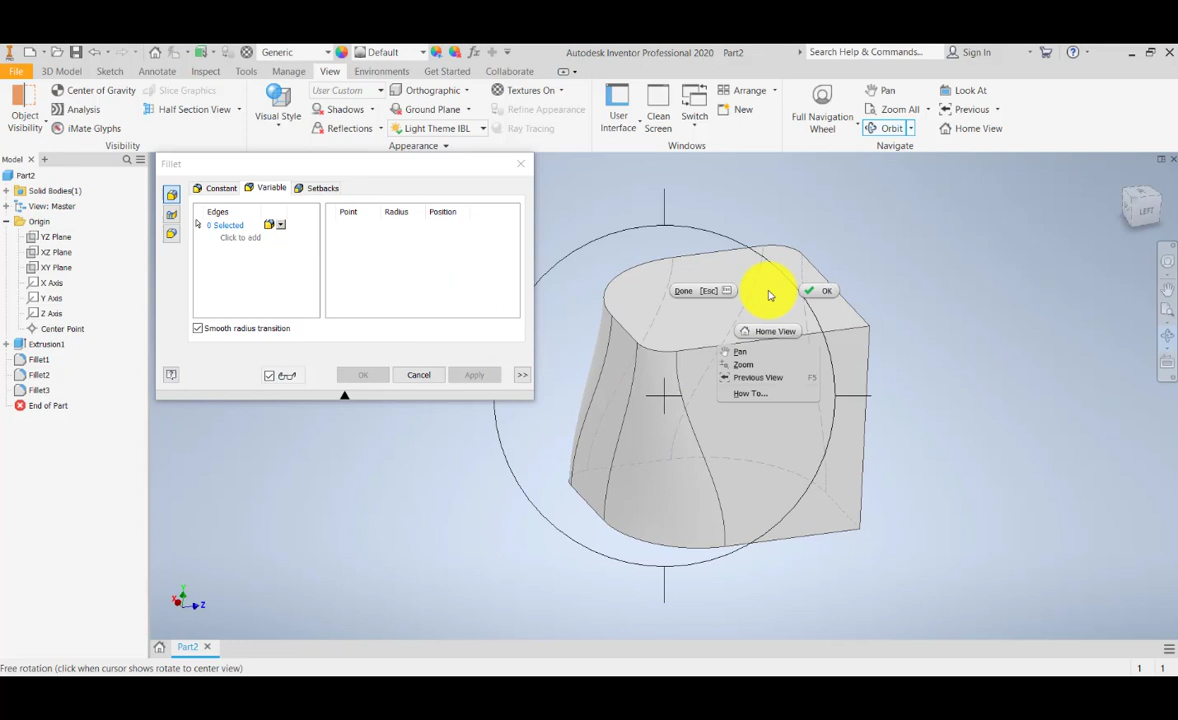 Generic
Default
Autodesk Inventor Professional 2020 Part2
Search Help & Commands...
Sign In
File 3D Model Sketch Annotate Inspect Tools Manage View Environments Get Started Collaborate
Object Visibility
Center of Gravity
Analysis
iMate Glyphs
Slice Graphics
Half Section View
Visibility
Visual Style
User Custom
Shadows
Reflections
Orthographic
Ground Plane
Light Theme IBL
Textures On
Refine Appearance
Ray Tracing
Appearance
User Interface
Clean Screen
Switch
Arrange
New
Windows
Full Navigation Wheel
Pan
Zoom All
Orbit
Look At
Previous
Home View
Navigate
Model
Part2
Solid Bodies(1)
View: Master
Origin
YZ Plane
XZ Plane
XY Plane
X Axis
Y Axis
Z Axis
Center Point
Extrusion1
Fillet1
Fillet2
Fillet3
End of Part
Fillet
Constant Variable Setbacks
Edges
0 Selected
Click to add
Point Radius Position
Smooth radius transition
OK Cancel Apply >>
Done [Esc] Esc
OK
Home View
Pan
Zoom
Previous View F5
How To...
LEFT
X Y Z
Part2
Free rotation (click when cursor shows rotate to center view)
1 1